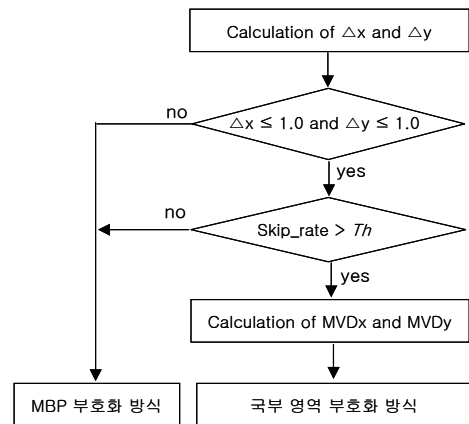 Calculation of △x and △y
no
△x ≤ 1.0 and △y ≤ 1.0
yes
no
Skip_rate > Th
yes
Calculation of MVDx and MVDy
MBP 부호화 방식
국부 영역 부호화 방식